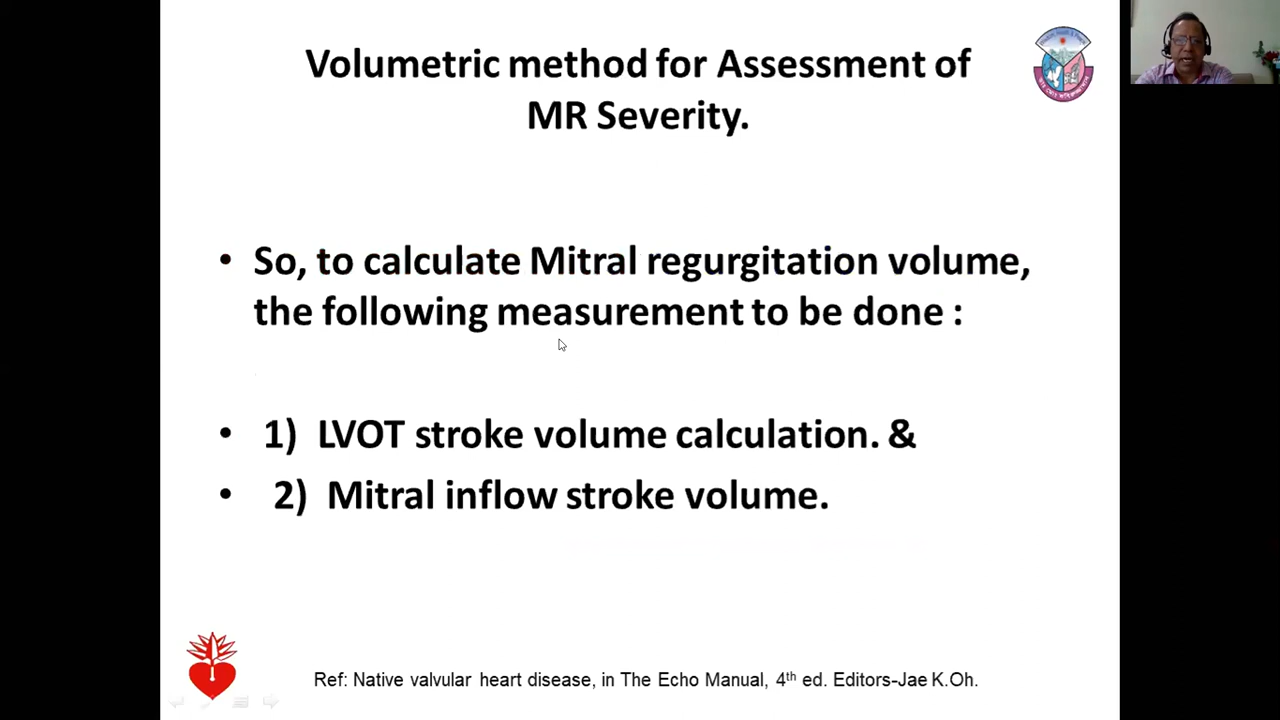 Volumetric method for Assessment of
MR Severity.
• So, to calculate Mitral regurgitation volume,
the following measurement to be done :
• 1) LVOT stroke volume calculation. &
• 2) Mitral inflow stroke volume.
Ref: Native valvular heart disease, in The Echo Manual, 4th ed. Editors-Jae K.Oh.